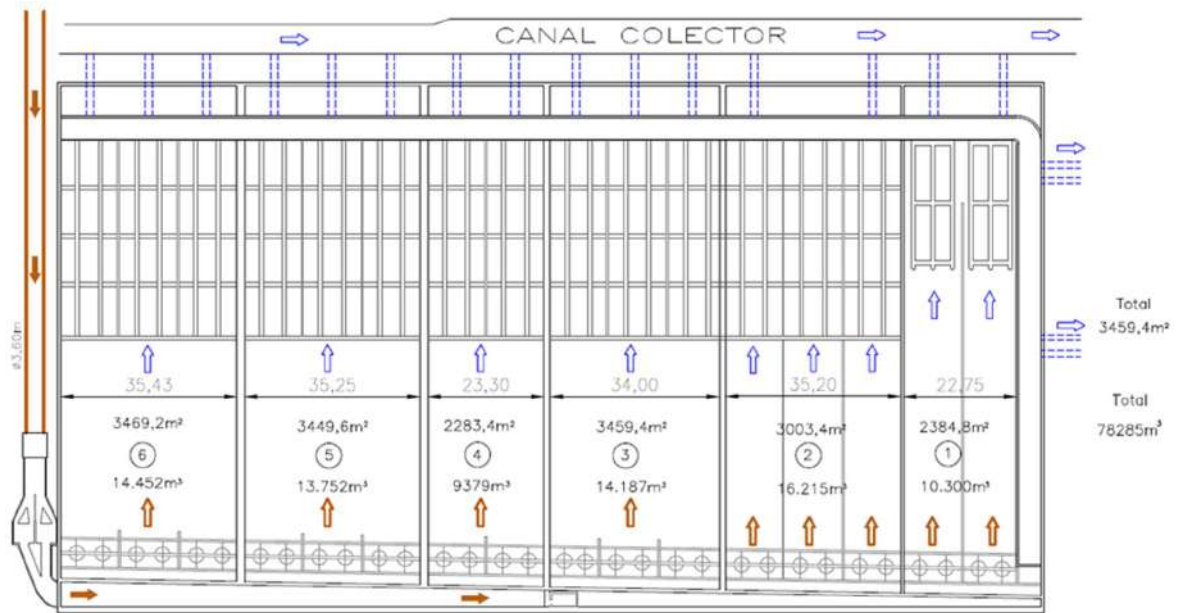 CANAL COLECTOR
ø3,60m
Total
3459,4m²
35,43
35,25
23,30
34,00
35,20
22,75
Total
78285m³
3469,2m²
3449,6m²
2283,4m²
3459,4m²
3003,4m²
2384,8m²
6
5
4
3
2
1
14.452m³
13.752m³
9379m³
14.187m³
16.215m³
10.300m³